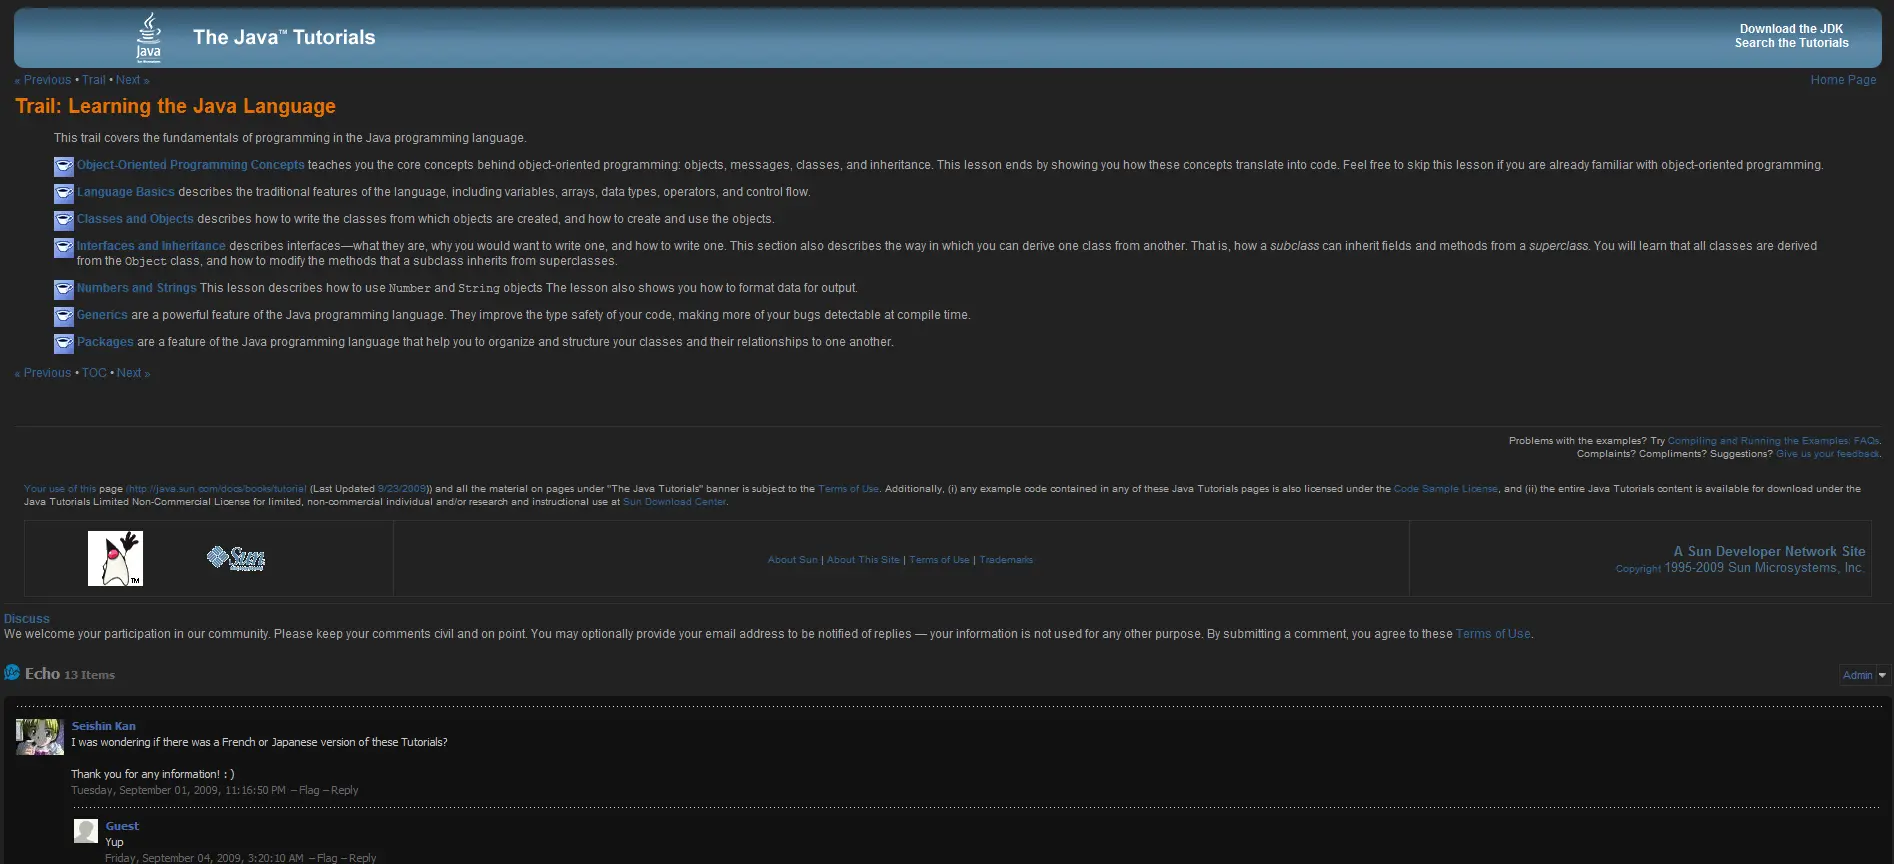 Java
The Java™ Tutorials
Download the JDK
Search the Tutorials
« Previous • Trail • Next »
Home Page
Trail: Learning the Java Language
This trail covers the fundamentals of programming in the Java programming language.
Object-Oriented Programming Concepts teaches you the core concepts behind object-oriented programming: objects, messages, classes, and inheritance. This lesson ends by showing you how these concepts translate into code. Feel free to skip this lesson if you are already familiar with object-oriented programming.
Language Basics describes the traditional features of the language, including variables, arrays, data types, operators, and control flow.
Classes and Objects describes how to write the classes from which objects are created, and how to create and use the objects.
Interfaces and Inheritance describes interfaces—what they are, why you would want to write one, and how to write one. This section also describes the way in which you can derive one class from another. That is, how a subclass can inherit fields and methods from a superclass. You will learn that all classes are derived
from the Object class, and how to modify the methods that a subclass inherits from superclasses.
Numbers and Strings This lesson describes how to use Number and String objects The lesson also shows you how to format data for output.
Generics are a powerful feature of the Java programming language. They improve the type safety of your code, making more of your bugs detectable at compile time.
Packages are a feature of the Java programming language that help you to organize and structure your classes and their relationships to one another.
« Previous • TOC • Next »
Problems with the examples? Try Compiling and Running the Examples: FAQs.
Complaints? Compliments? Suggestions? Give us your feedback.
Your use of this page (http://java.sun.com/docs/books/tutorial (Last Updated 9/23/2009)) and all the material on pages under "The Java Tutorials" banner is subject to the Terms of Use. Additionally, (i) any example code contained in any of these Java Tutorials pages is also licensed under the Code Sample License, and (ii) the entire Java Tutorials content is available for download under the
Java Tutorials Limited Non-Commercial License for limited, non-commercial individual and/or research and instructional use at Sun Download Center.
TM
Sun
About Sun | About This Site | Terms of Use | Trademarks
A Sun Developer Network Site
Copyright 1995-2009 Sun Microsystems, Inc.
Discuss
We welcome your participation in our community. Please keep your comments civil and on point. You may optionally provide your email address to be notified of replies — your information is not used for any other purpose. By submitting a comment, you agree to these Terms of Use.
Echo 13 Items
Admin
Seishin Kan
I was wondering if there was a French or Japanese version of these Tutorials?
Thank you for any information! : )
Tuesday, September 01, 2009, 11:16:50 PM – Flag – Reply
Guest
Yup
Friday, September 04, 2009, 3:20:10 AM – Flag – Reply